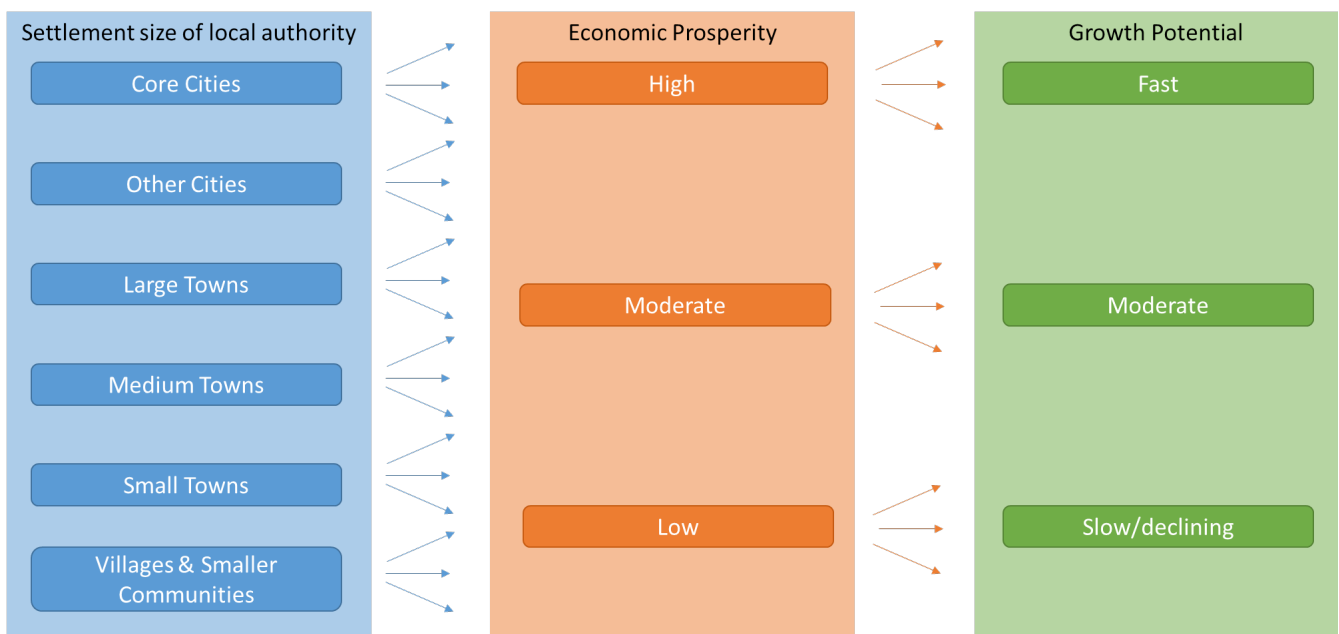 Settlement size of local authority
Core Cities
Other Cities
Large Towns
Medium Towns
Small Towns
Villages & Smaller
Communities
Economic Prosperity
High
Moderate
Low
Growth Potential
Fast
Moderate
Slow/declining